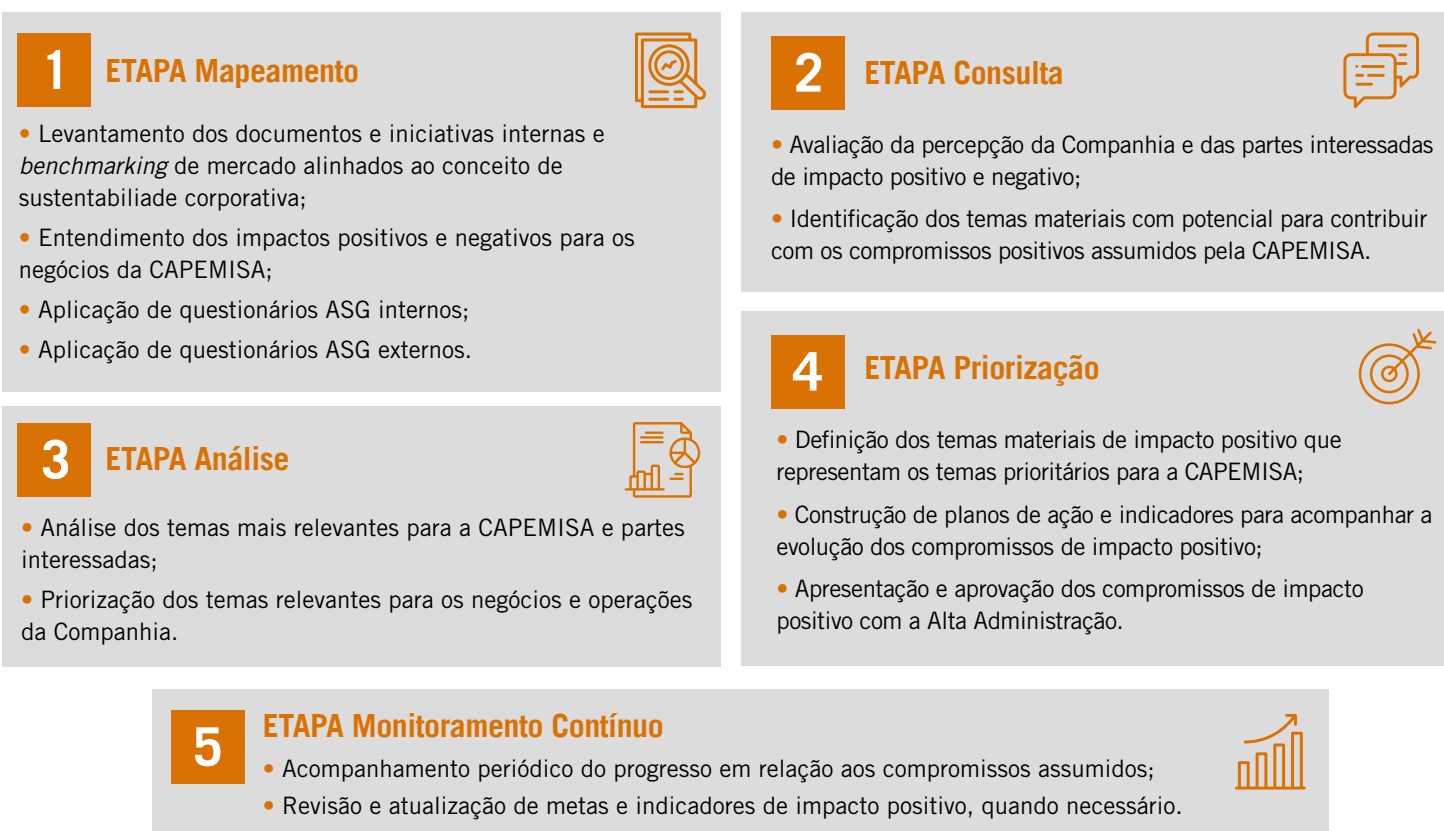 1 ETAPA Mapeamento
• Levantamento dos documentos e iniciativas internas e
benchmarking de mercado alinhados ao conceito de
sustentabiliade corporativa;
• Entendimento dos impactos positivos e negativos para os
negócios da CAPEMISA;
• Aplicação de questionários ASG internos;
• Aplicação de questionários ASG externos.
2 ETAPA Consulta
• Avaliação da percepção da Companhia e das partes interessadas
de impacto positivo e negativo;
• Identificação dos temas materiais com potencial para contribuir
com os compromissos positivos assumidos pela CAPEMISA.
3 ETAPA Análise
• Análise dos temas mais relevantes para a CAPEMISA e partes
interessadas;
• Priorização dos temas relevantes para os negócios e operações
da Companhia.
4 ETAPA Priorização
• Definição dos temas materiais de impacto positivo que
representam os temas prioritários para a CAPEMISA;
• Construção de planos de ação e indicadores para acompanhar a
evolução dos compromissos de impacto positivo;
• Apresentação e aprovação dos compromissos de impacto
positivo com a Alta Administração.
5 ETAPA Monitoramento Contínuo
• Acompanhamento periódico do progresso em relação aos compromissos assumidos;
• Revisão e atualização de metas e indicadores de impacto positivo, quando necessário.